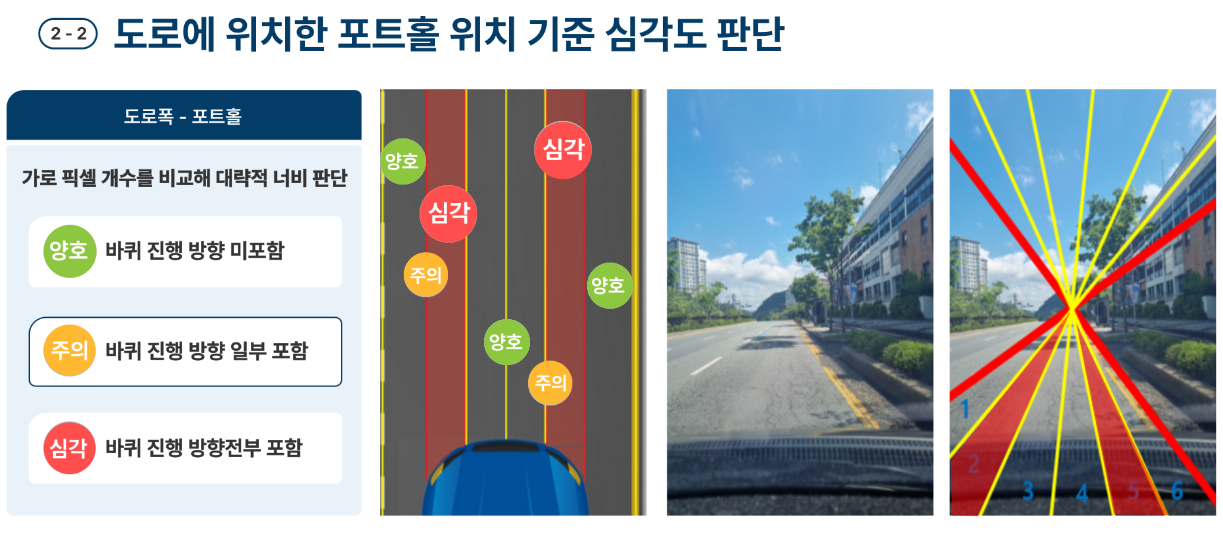 2 - 2
도로에 위치한 포트홀 위치 기준 심각도 판단
도로폭 - 포트홀
가로 픽셀 개수를 비교해 대략적 너비 판단
양호 바퀴 진행 방향 미포함
주의 바퀴 진행 방향 일부 포함
심각 바퀴 진행 방향전부 포함
심각
양호
심각
주의
양호
양호
주의
1
2
3
4
5
6